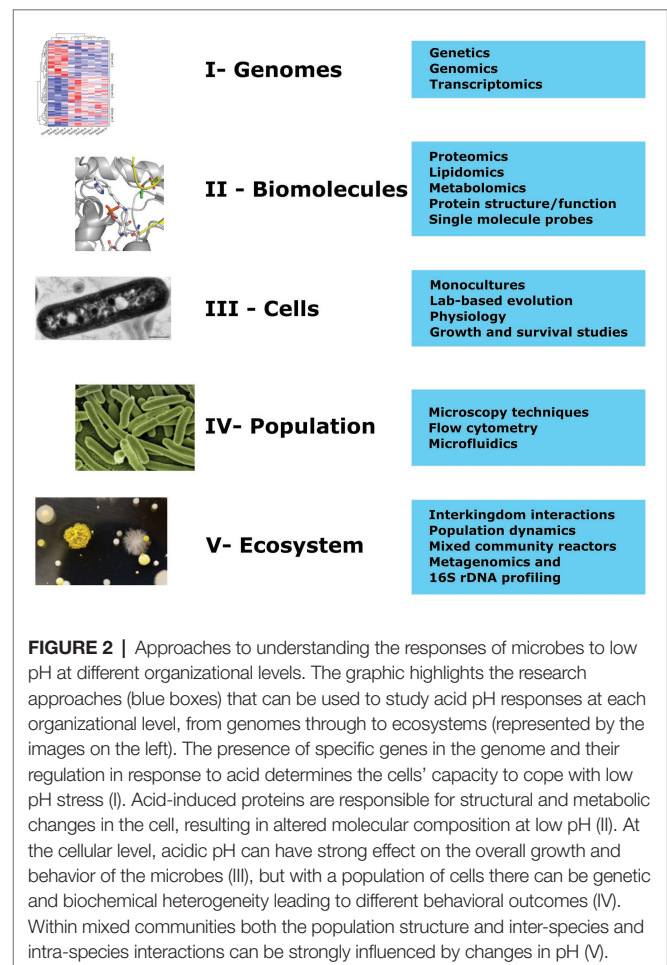 I- Genomes
Genetics
Genomics
Transcriptomics
II - Biomolecules
Proteomics
Lipidomics
Metabolomics
Protein structure/function
Single molecule probes
III - Cells
Monocultures
Lab-based evolution
Physiology
Growth and survival studies
IV- Population
Microscopy techniques
Flow cytometry
Microfluidics
V- Ecosystem
Interkingdom interactions
Population dynamics
Mixed community reactors
Metagenomics and
16S rDNA profiling
FIGURE 2 | Approaches to understanding the responses of microbes to low
pH at different organizational levels. The graphic highlights the research
approaches (blue boxes) that can be used to study acid pH responses at each
organizational level, from genomes through to ecosystems (represented by the
images on the left). The presence of specific genes in the genome and their
regulation in response to acid determines the cells' capacity to cope with low
pH stress (I). Acid-induced proteins are responsible for structural and metabolic
changes in the cell, resulting in altered molecular composition at low pH (II). At
the cellular level, acidic pH can have strong effect on the overall growth and
behavior of the microbes (III), but with a population of cells there can be genetic
and biochemical heterogeneity leading to different behavioral outcomes (IV).
Within mixed communities both the population structure and inter-species and
intra-species interactions can be strongly influenced by changes in pH (V).